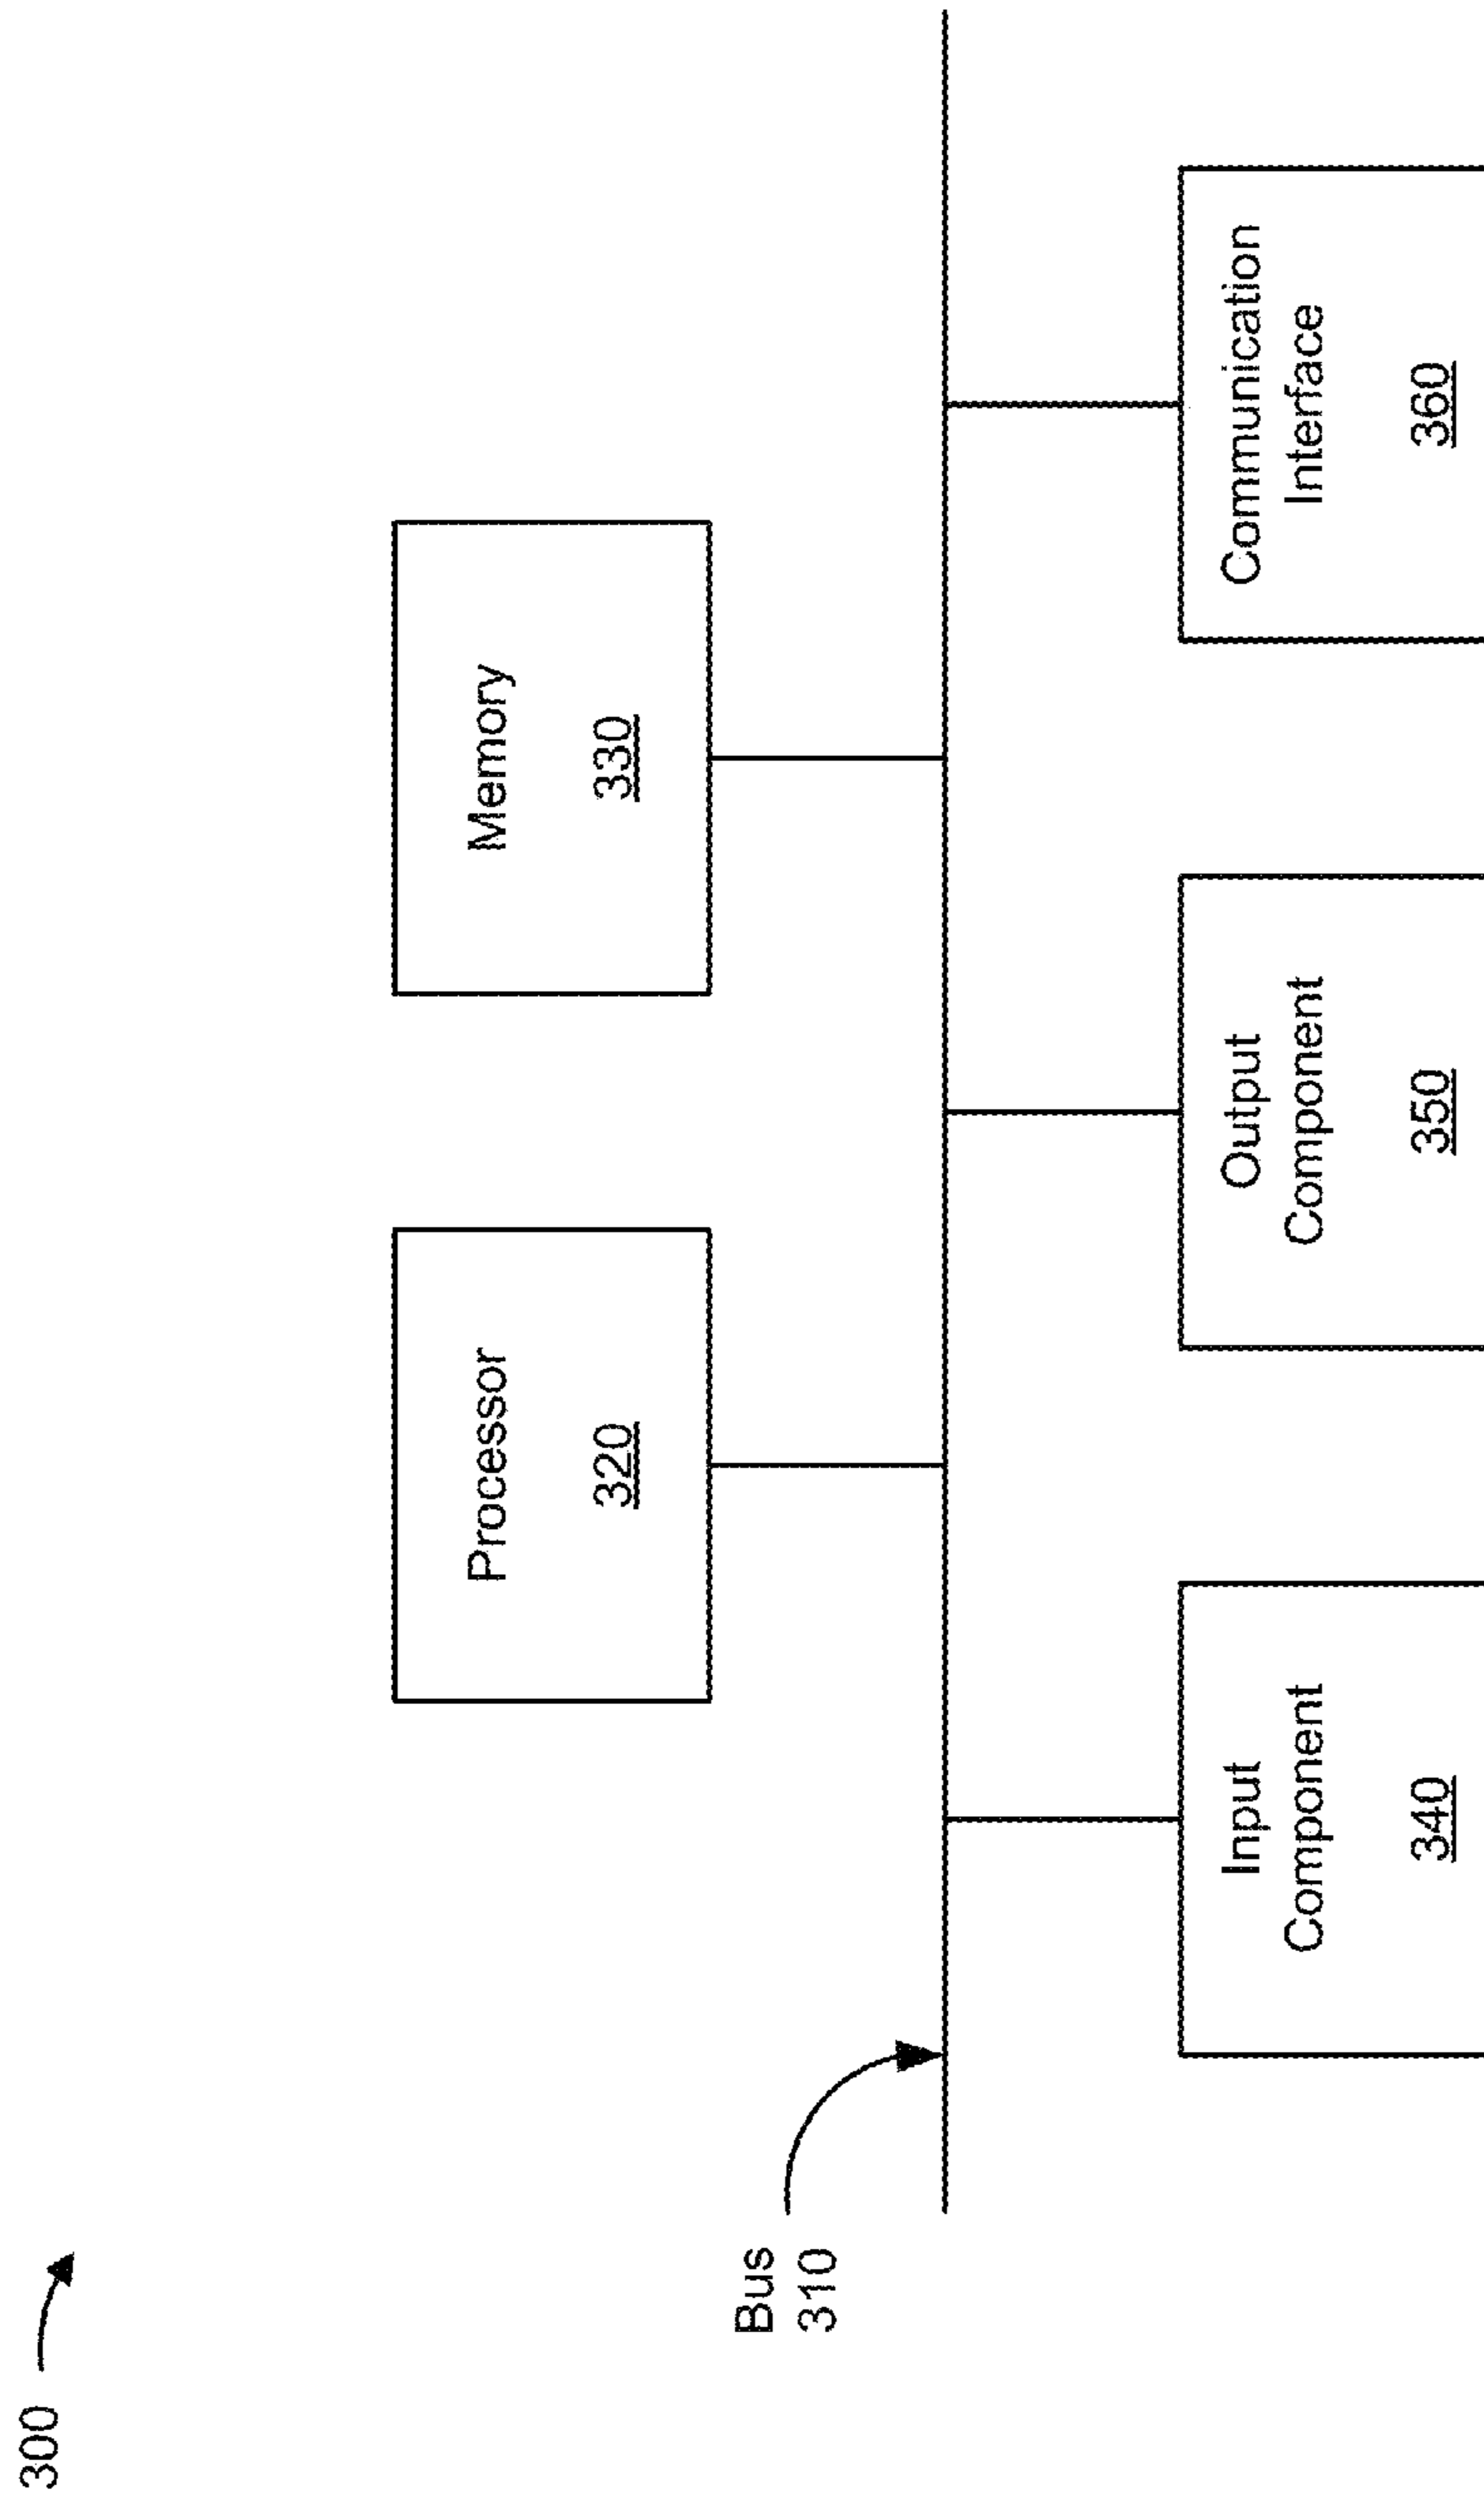 300
Processor
320
Memory
330
Bus
310
Input
Component
340
Output
Component
350
Communication
Interface
360